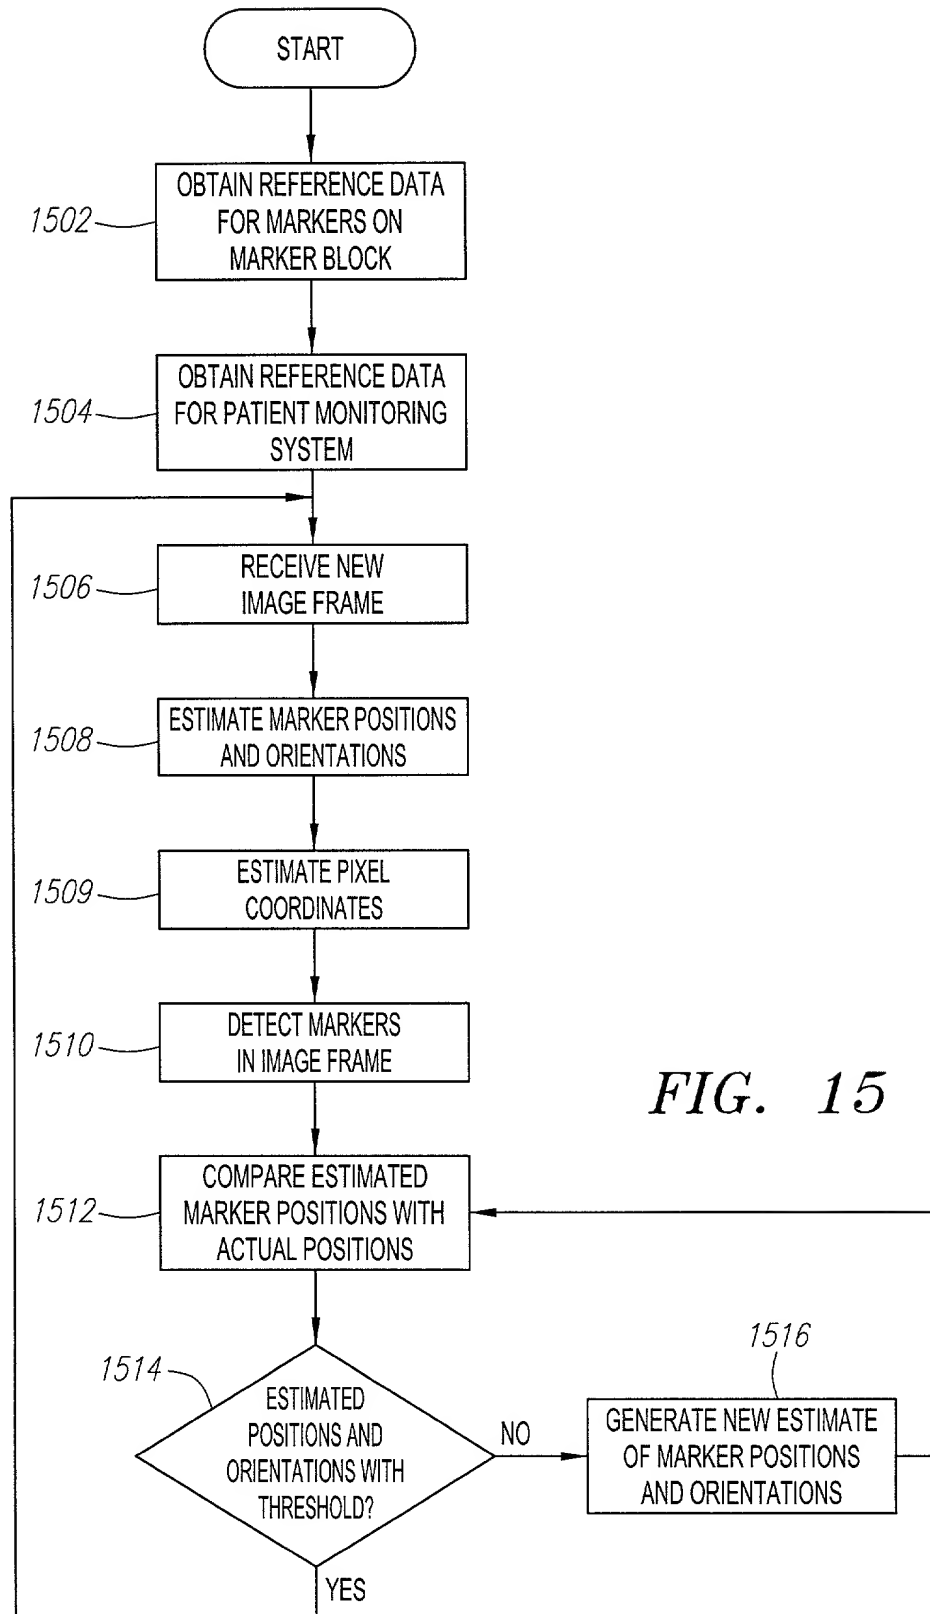 START
1502
OBTAIN REFERENCE DATA
FOR MARKERS ON
MARKER BLOCK
1504
OBTAIN REFERENCE DATA
FOR PATIENT MONITORING
SYSTEM
1506
RECEIVE NEW
IMAGE FRAME
1508
ESTIMATE MARKER POSITIONS
AND ORIENTATIONS
1509
ESTIMATE PIXEL
COORDINATES
1510
DETECT MARKERS
IN IMAGE FRAME
FIG. 15
1512
COMPARE ESTIMATED
MARKER POSITIONS WITH
ACTUAL POSITIONS
1514
ESTIMATED
POSITIONS AND
ORIENTATIONS WITH
THRESHOLD?
NO
1516
GENERATE NEW ESTIMATE
OF MARKER POSITIONS
AND ORIENTATIONS
YES